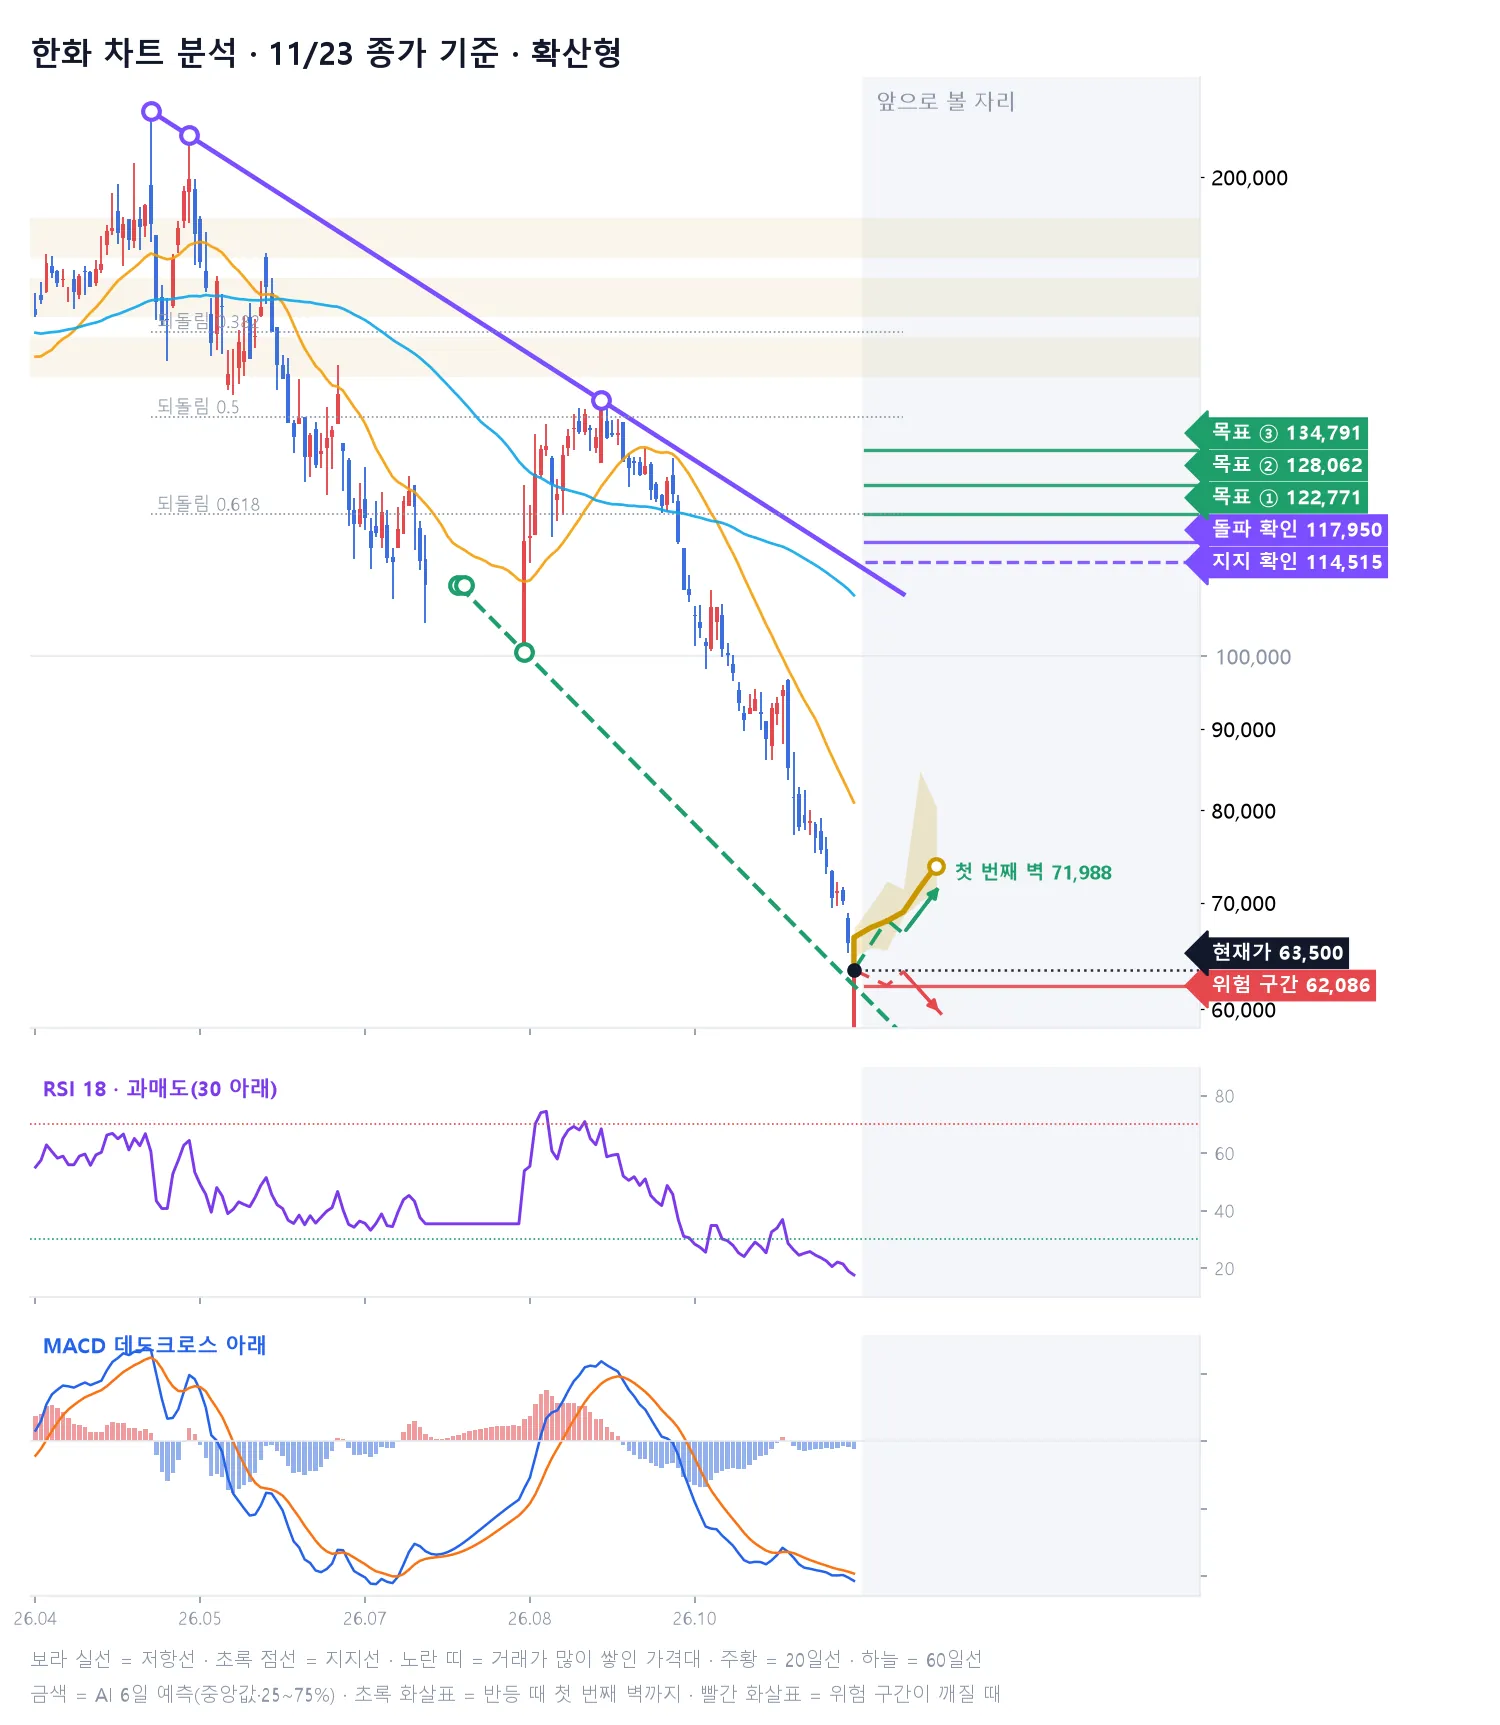 한화 차트 분석 · 11/23 종가 기준 · 확산형
앞으로 볼 자리
200,000
되돌림 0.382
되돌림 0.5
되돌림 0.618
목표 ③ 134,791
목표 ② 128,062
목표 ① 122,771
돌파 확인 117,950
지지 확인 114,515
100,000
90,000
80,000
첫 번째 벽 71,988
70,000
현재가 63,500
위험 구간 62,086
60,000
RSI 18 · 과매도(30 아래)
80
60
40
20
MACD 데드크로스 아래
26.04 26.05 26.07 26.08 26.10
보라 실선 = 저항선 · 초록 점선 = 지지선 · 노란 띠 = 거래가 많이 쌓인 가격대 · 주황 = 20일선 · 하늘 = 60일선
금색 = AI 6일 예측(중앙값·25~75%) · 초록 화살표 = 반등 때 첫 번째 벽까지 · 빨간 화살표 = 위험 구간이 깨질 때